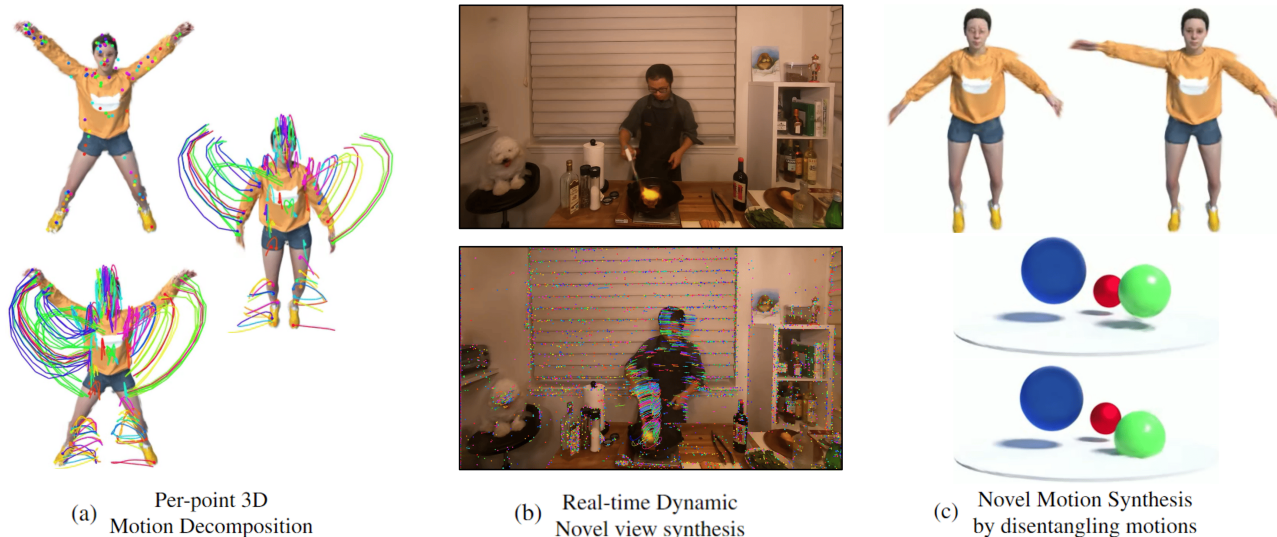 (a) Per-point 3D
Motion Decomposition
(b) Real-time Dynamic
Novel view synthesis
(c) Novel Motion Synthesis
by disentangling motions